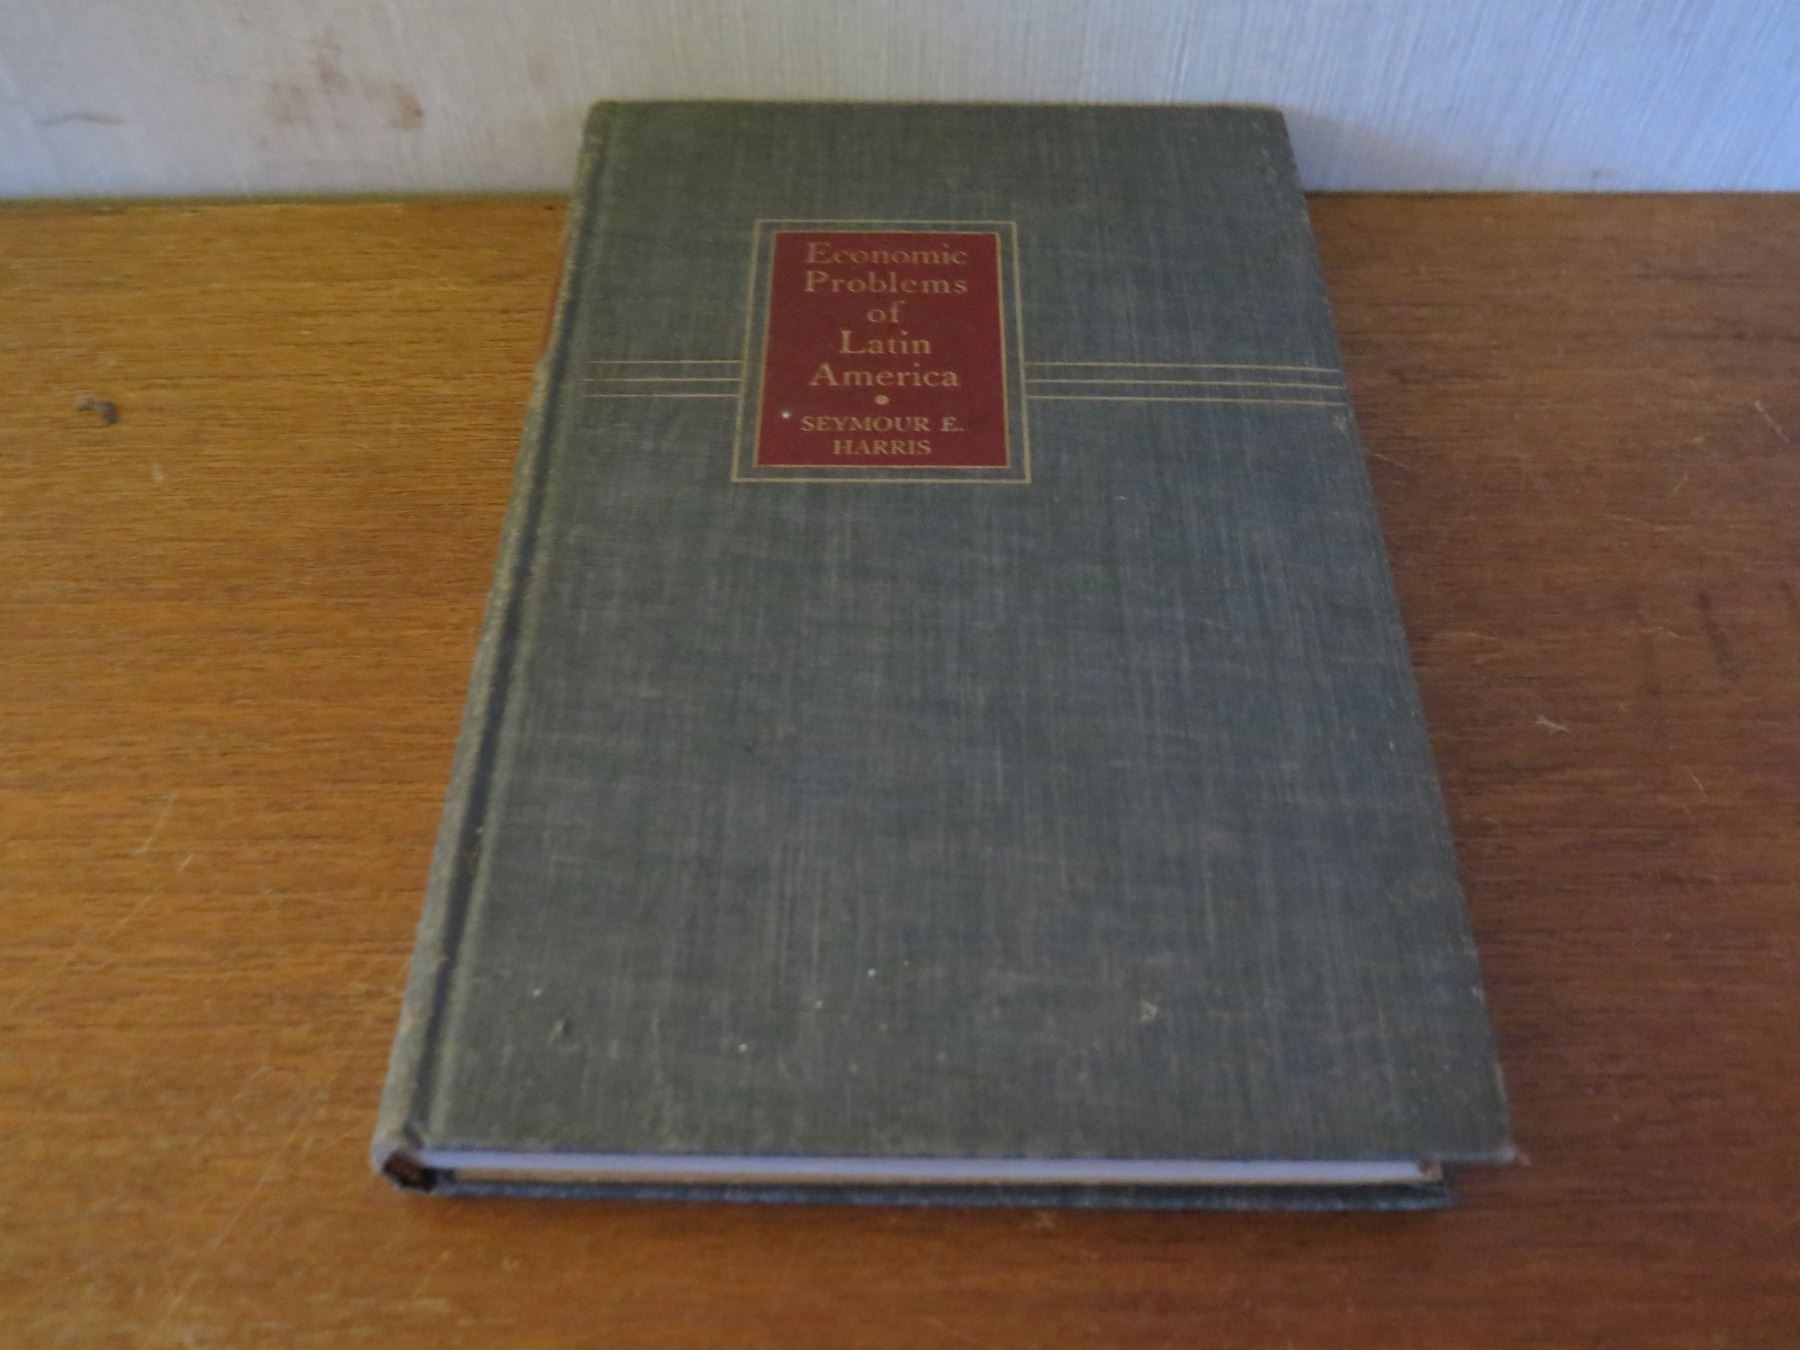 Economic
Problems
of
Latin
America
•
SEYMOUR E.
HARRIS